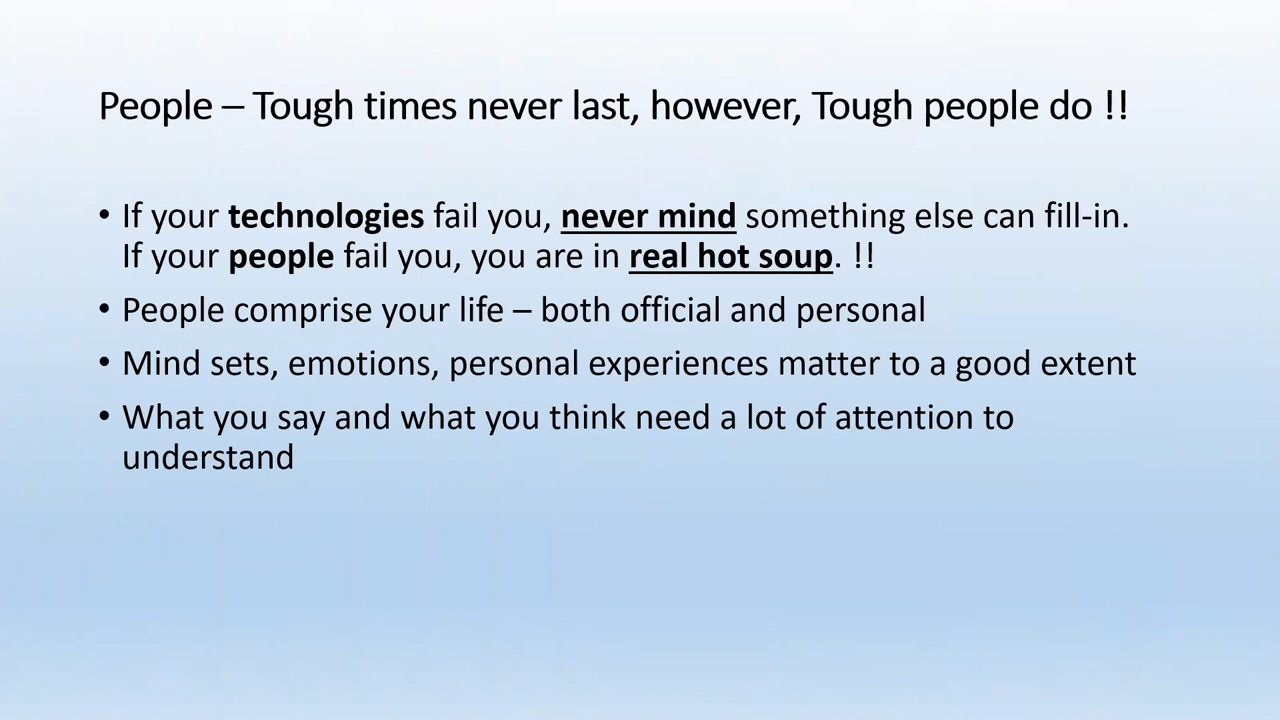 People – Tough times never last, however, Tough people do !!
• If your technologies fail you, never mind something else can fill-in.
If your people fail you, you are in real hot soup. !!
• People comprise your life – both official and personal
• Mind sets, emotions, personal experiences matter to a good extent
• What you say and what you think need a lot of attention to
understand